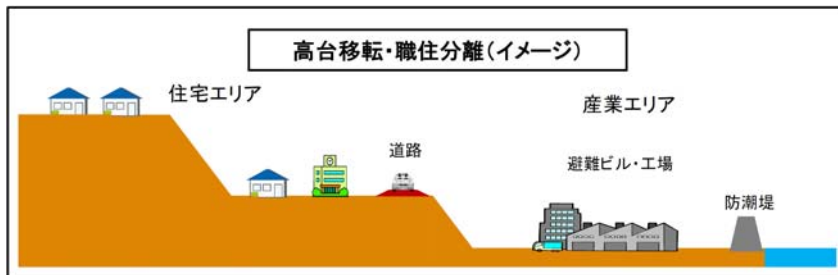 高台移転・職住分離（イメージ）
住宅エリア
産業エリア
道路
避難ビル・工場
防潮堤